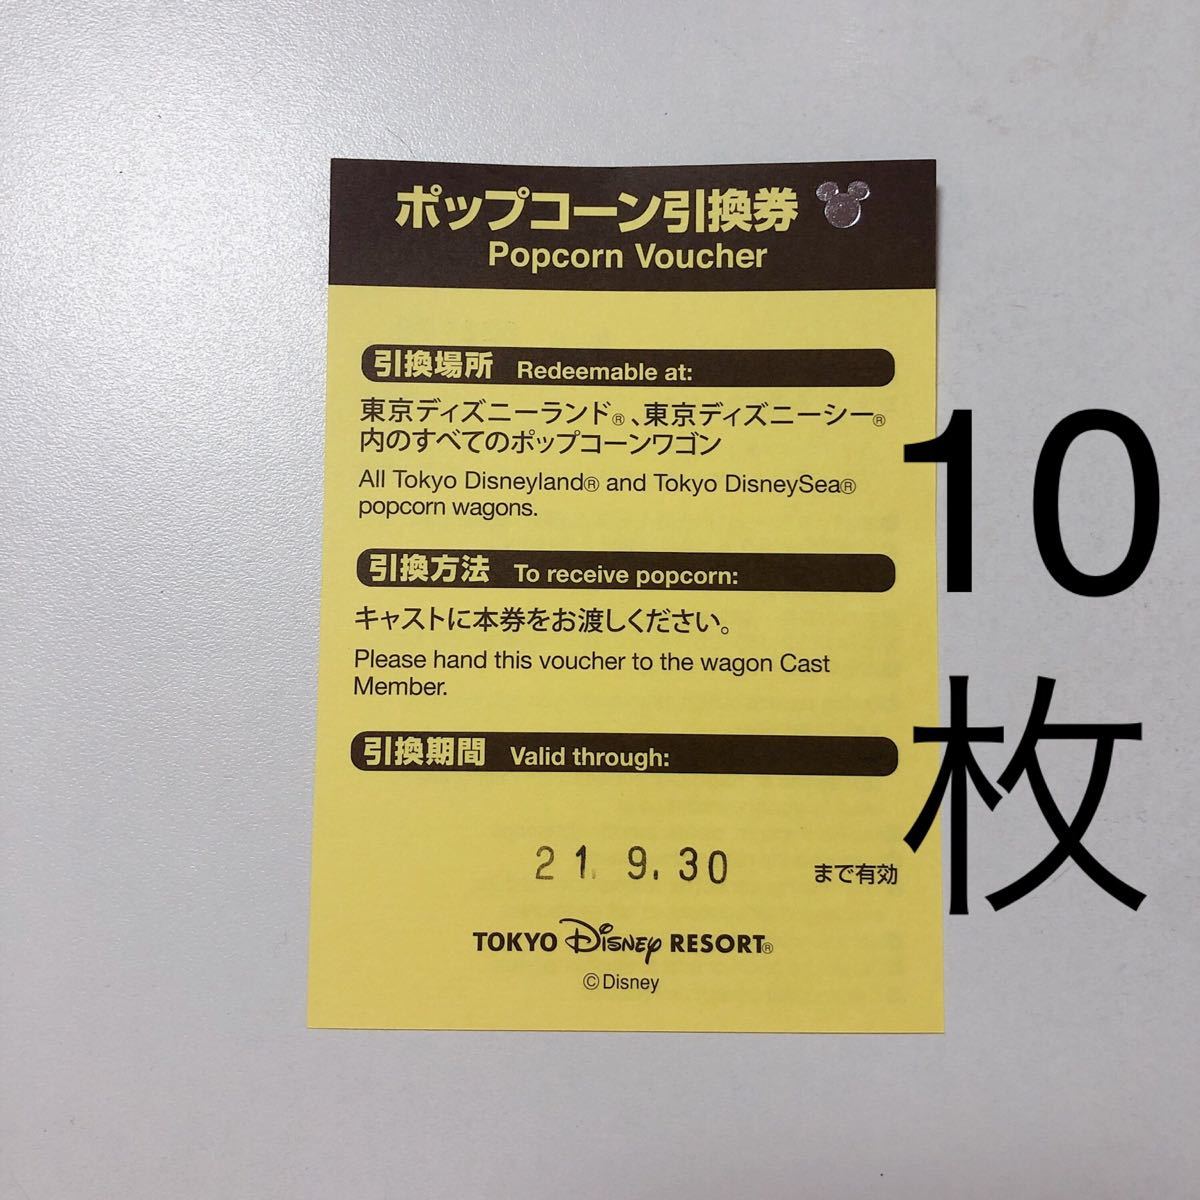 ポップコーン引換券
Popcorn Voucher
引換場所 Redeemable at:
東京ディズニーランド®、東京ディズニーシー®
内のすべてのポップコーンワゴン
All Tokyo Disneyland® and Tokyo DisneySea®
popcorn wagons.
引換方法 To receive popcorn:
キャストに本券をお渡しください。
Please hand this voucher to the wagon Cast
Member.
引換期間 Valid through:
21. 9.30 まで有効
TOKYO Disney RESORT®
©Disney
10
枚